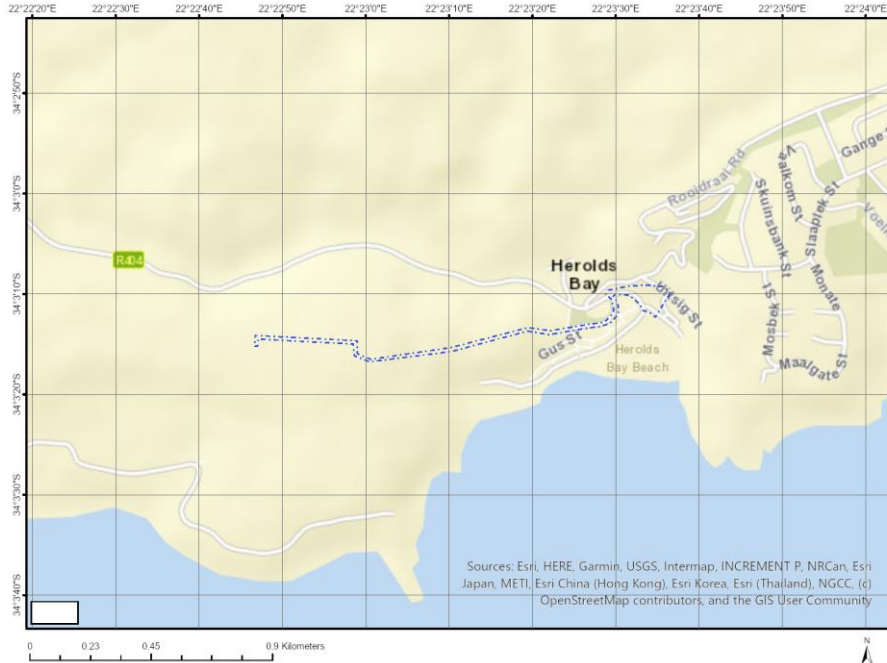 22°22'20"E 22°22'30"E 22°22'40"E 22°22'50"E 22°23'0"E 22°23'10"E 22°23'20"E 22°23'30"E 22°23'40"E 22°23'50"E 22°24'0"E
34°2'50"S
34°3'0"S
34°3'10"S
34°3'20"S
34°3'30"S
34°3'40"S
Rooidraai Rd
Skuinsbank St
Slaaplek St
Gange
R404
Herolds
Bay
Uitsig St
Monate
Mosbek St
Gus St
Herolds
Bay Beach
Maalgate St
Sources: Esri, HERE, Garmin, USGS, Intermap, INCREMENT P, NRCan, Esri
Japan, METI, Esri China (Hong Kong), Esri Korea, Esri (Thailand), NGCC, (c)
OpenStreetMap contributors, and the GIS User Community
0 0.23 0.45 0.9 Kilometers
N